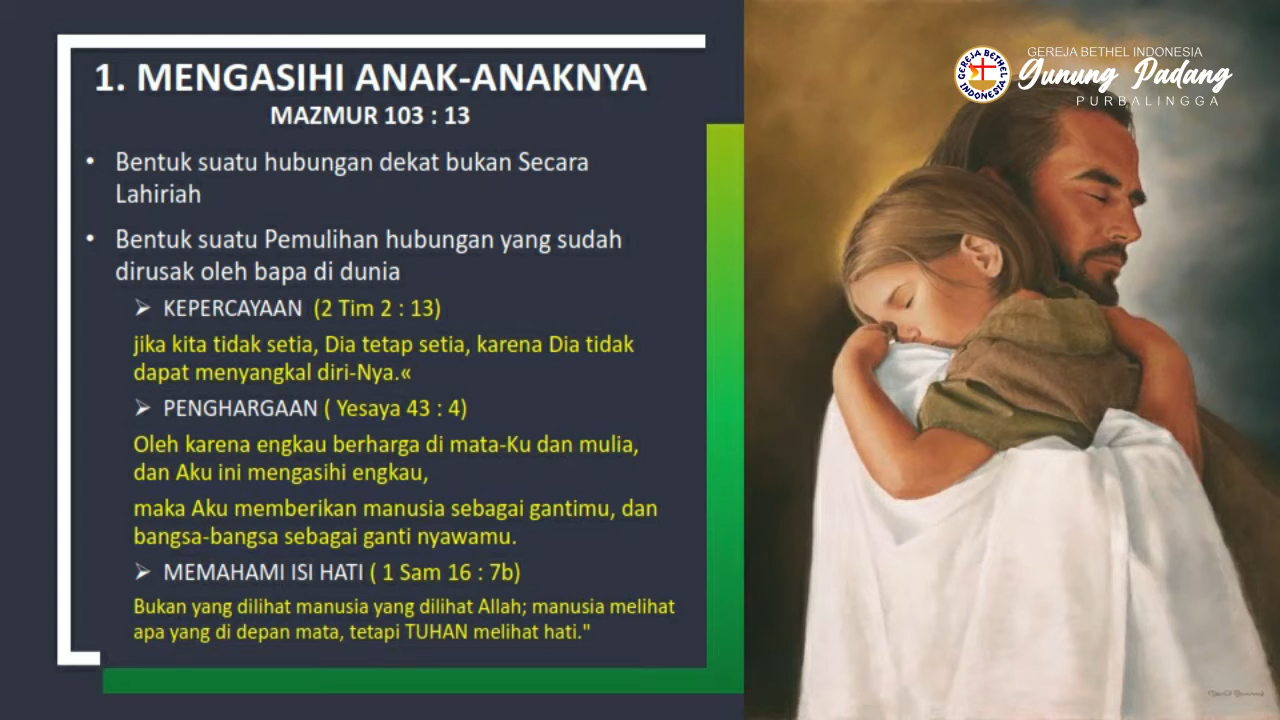 1. MENGASIHI ANAK-ANAKNYA
MAZMUR 103 : 13
• Bentuk suatu hubungan dekat bukan Secara
Lahiriah
• Bentuk suatu Pemulihan hubungan yang sudah
dirusak oleh bapa di dunia
➢ KEPERCAYAAN (2 Tim 2 : 13)
jika kita tidak setia, Dia tetap setia, karena Dia tidak
dapat menyangkal diri-Nya.«
➢ PENGHARGAAN ( Yesaya 43 : 4)
Oleh karena engkau berharga di mata-Ku dan mulia,
dan Aku ini mengasihi engkau,
maka Aku memberikan manusia sebagai gantimu, dan
bangsa-bangsa sebagai ganti nyawamu.
➢ MEMAHAMI ISI HATI ( 1 Sam 16 : 7b)
Bukan yang dilihat manusia yang dilihat Allah; manusia melihat
apa yang di depan mata, tetapi TUHAN melihat hati."
GEREJA BETHEL INDONESIA
GEREJA BETHEL INDONESIA
Gunung Padang
PURBALINGGA